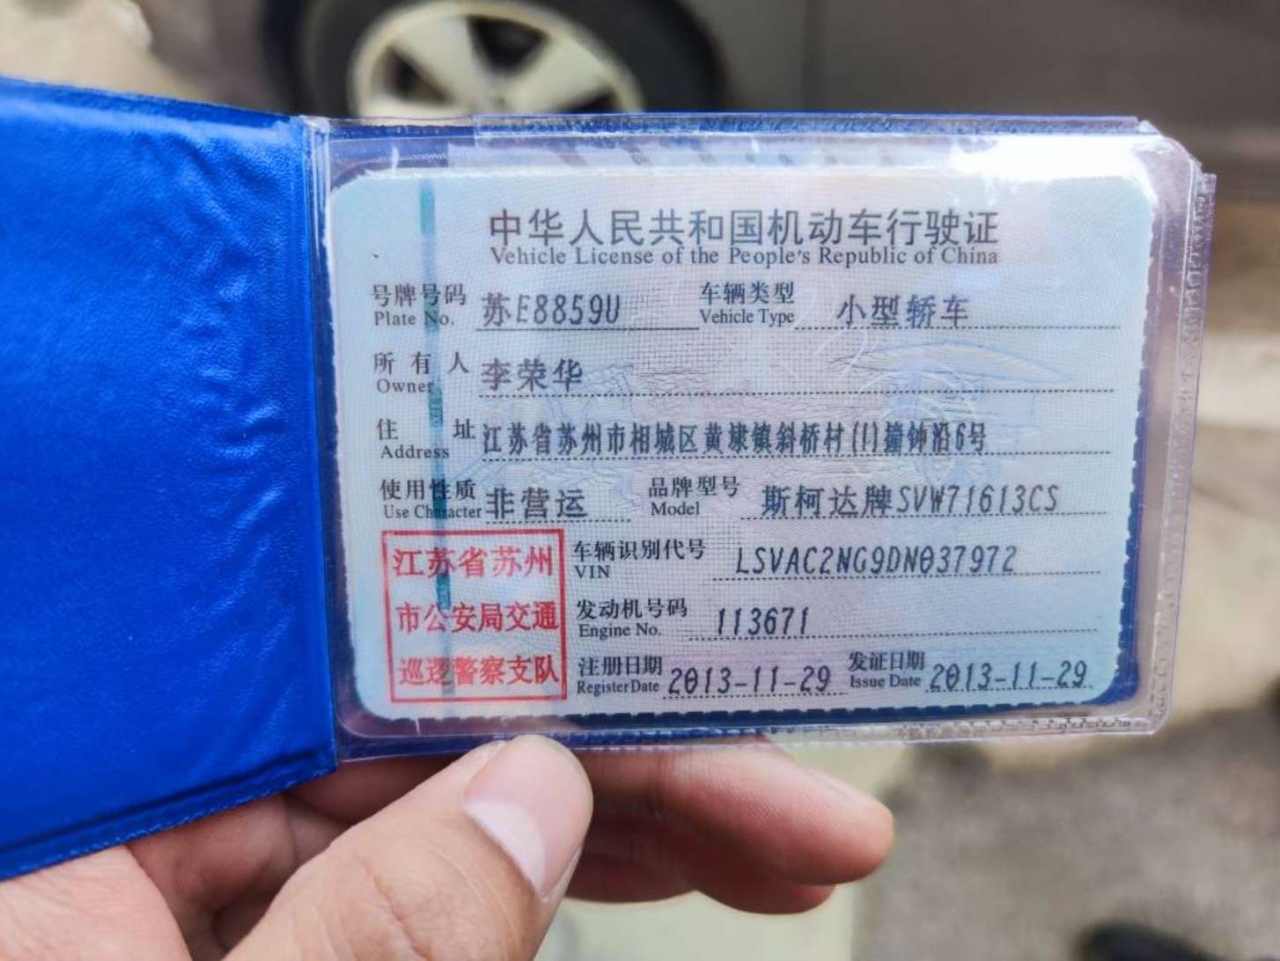 中华人民共和国机动车行驶证
Vehicle License of the People's Republic of China
号牌号码 苏E8859U 车辆类型 小型轿车
Plate No. Vehicle Type
所有人 李荣华
Owner
住址 江苏省苏州市相城区黄埭镇斜桥村(1)撞钟沿6号
Address
使用性质 非营运 品牌型号 斯柯达牌SVW71613CS
Use Character Model
江苏省苏州
市公安局交通
巡逻警察支队
车辆识别代号 LSVAC2NG9DN037972
VIN
发动机号码 113671
Engine No.
注册日期 2013-11-29 发证日期 2013-11-29
Register Date Issue Date